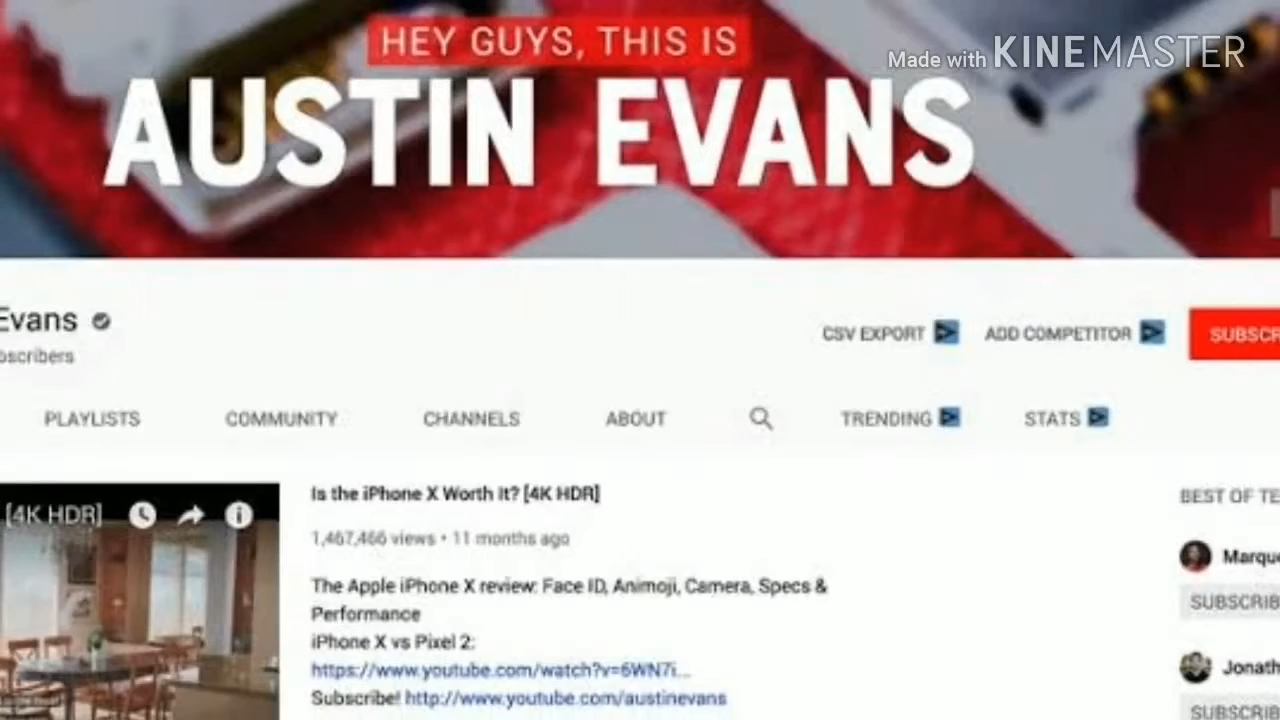 HEY GUYS, THIS IS
Made with KINEMASTER
AUSTIN EVANS
Evans
CSV EXPORT
ADD COMPETITOR
PLAYLISTS
COMMUNITY
CHANNELS
ABOUT
TRENDING
STATS
[4K HDR]
Is the iPhone X Worth It? [4K HDR]
1,467,466 views • 11 months ago
The Apple iPhone X review: Face ID, Animoji, Camera, Specs &
Performance
iPhone X vs Pixel 2:
https://www.youtube.com/watch?v=6WN7i...
Subscribe! http://www.youtube.com/austinevans
BEST OF